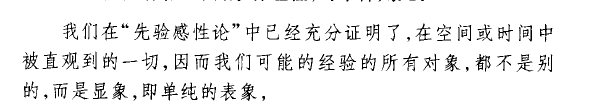 我们在“先验感性论”中已经充分证明了，在空间或时间中
被直观到的一切，因而我们可能的经验的所有对象，都不是别
的，而是显象，即单纯的表象，